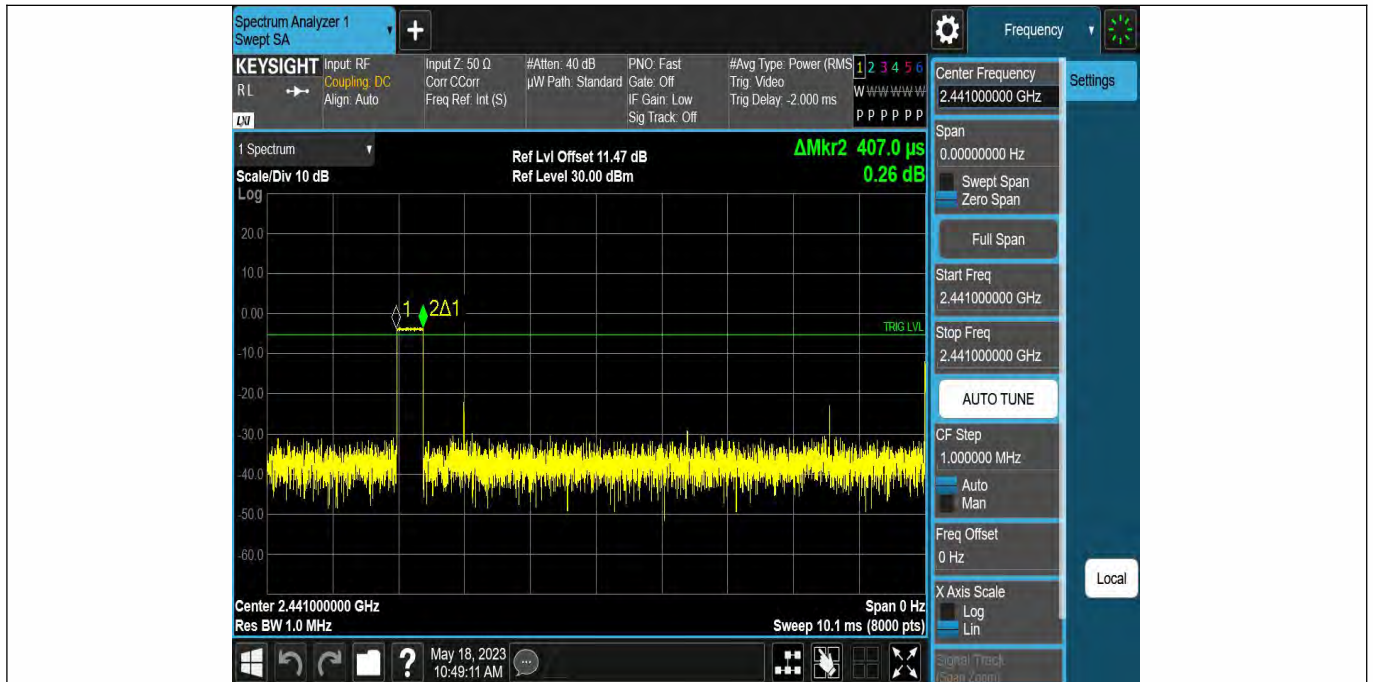 Spectrum Analyzer 1
Swept SA
Frequency
KEYSIGHT
RL
LXI
Input: RF
Coupling: DC
Align: Auto
Input Z: 50 Ω
Corr CCorr
Freq Ref: Int (S)
#Atten: 40 dB
µW Path: Standard
PNO: Fast
Gate: Off
IF Gain: Low
Sig Track: Off
#Avg Type: Power (RMS
Trig: Video
Trig Delay: -2.000 ms
1 2 3 4 5 6
W W W W W W
P P P P P P
Center Frequency
2.441000000 GHz
Settings
1 Spectrum
Scale/Div 10 dB
Ref Lvl Offset 11.47 dB
Ref Level 30.00 dBm
ΔMkr2 407.0 µs
0.26 dB
Log
20.0
10.0
0.00
-10.0
-20.0
-30.0
-40.0
-50.0
-60.0
1
2Δ1
TRIG LVL
Span
0.00000000 Hz
Swept Span
Zero Span
Full Span
Start Freq
2.441000000 GHz
Stop Freq
2.441000000 GHz
AUTO TUNE
CF Step
1.000000 MHz
Auto
Man
Freq Offset
0 Hz
X Axis Scale
Log
Lin
Signal Track
(Span Zoom)
Local
Center 2.441000000 GHz
Res BW 1.0 MHz
Span 0 Hz
Sweep 10.1 ms (8000 pts)
?
May 18, 2023
10:49:11 AM